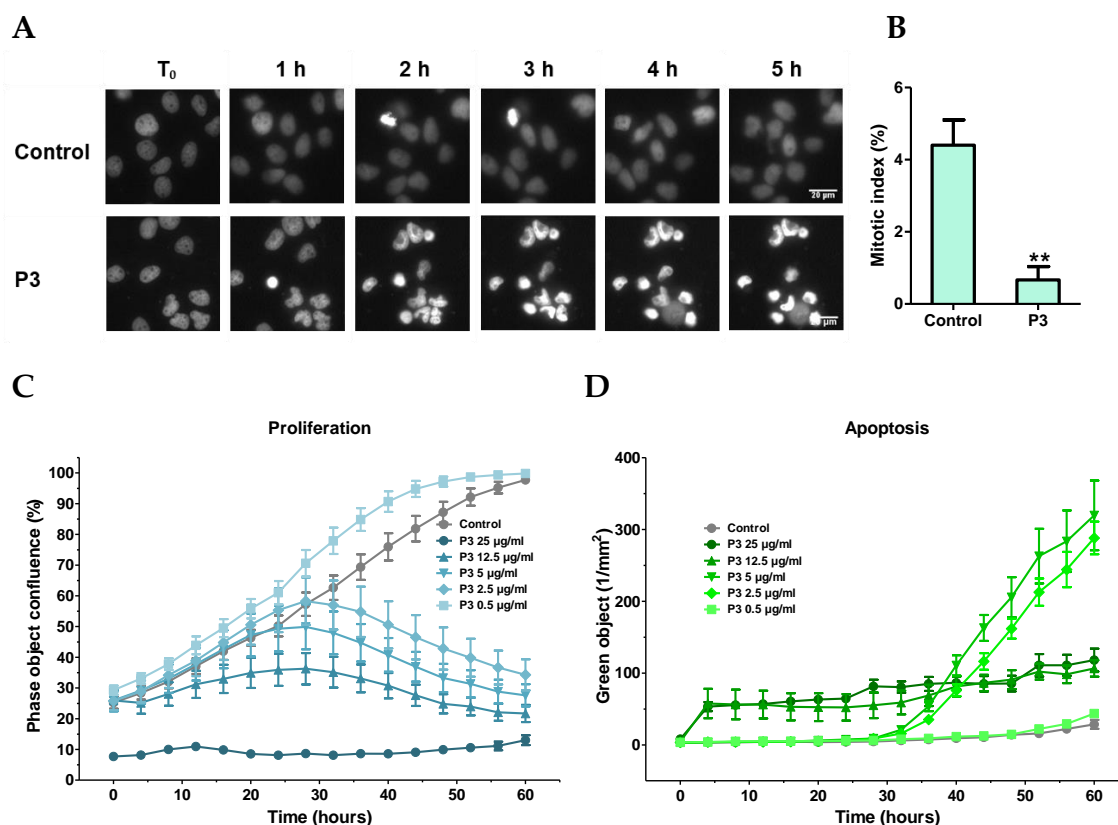 A
B
T₀ 1 h 2 h 3 h 4 h 5 h
Control
20 µm
P3
µm
Mitotic index (%)
6
4
2
0
**
Control P3
C
D
Proliferation
Phase object confluence (%)
100
90
80
70
60
50
40
30
20
10
0
Control
P3 25 µg/ml
P3 12.5 µg/ml
P3 5 µg/ml
P3 2.5 µg/ml
P3 0.5 µg/ml
0 10 20 30 40 50 60
Time (hours)
Apoptosis
Green object (1/mm²)
400
300
200
100
0
Control
P3 25 µg/ml
P3 12.5 µg/ml
P3 5 µg/ml
P3 2.5 µg/ml
P3 0.5 µg/ml
0 10 20 30 40 50 60
Time (hours)